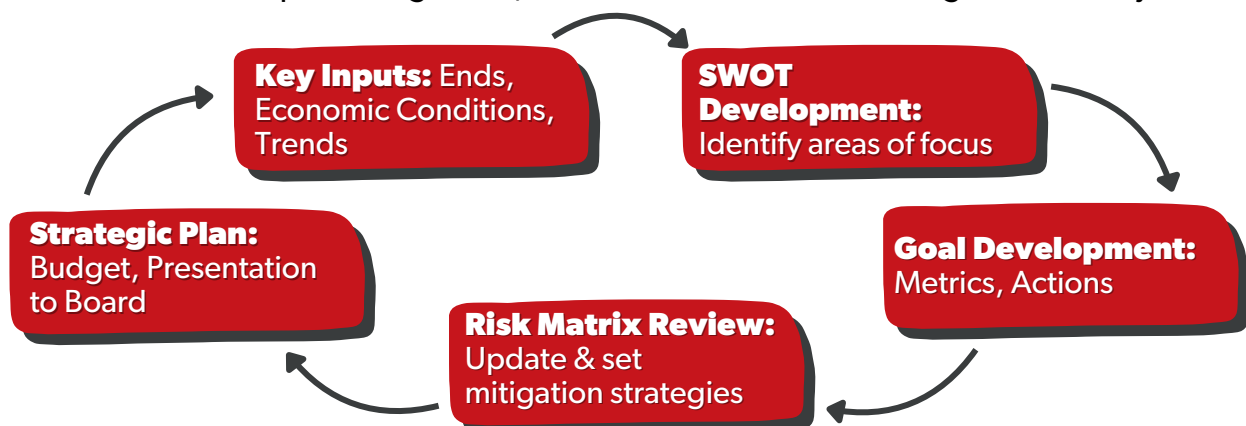 Key Inputs: Ends,
Economic Conditions,
Trends
SWOT
Development:
Identify areas of focus
Goal Development:
Metrics, Actions
Risk Matrix Review:
Update & set
mitigation strategies
Strategic Plan:
Budget, Presentation
to Board